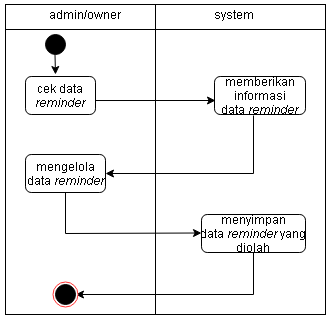 admin/owner
system
cek data
reminder
memberikan
informasi
data reminder
mengelola
data reminder
menyimpan
data reminder yang
diolah